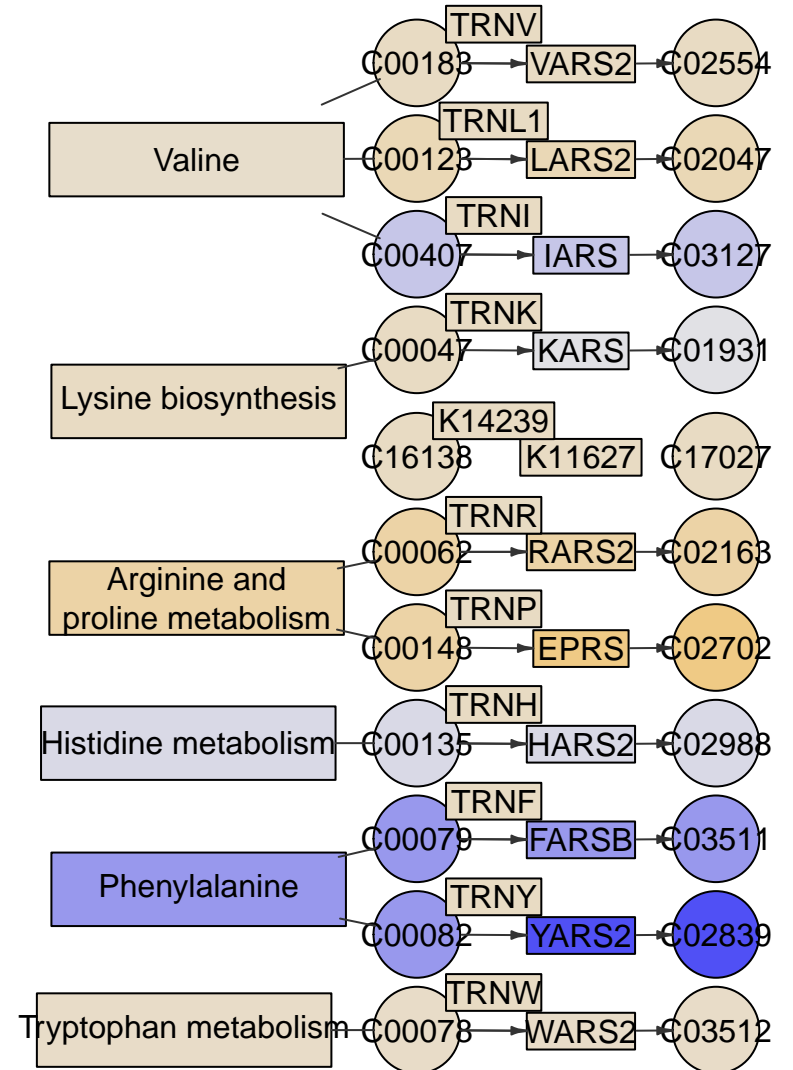 TRNV
C00183
VARS2
C02554
TRNL1
Valine
C00123
LARS2
C02047
TRNI
C00407
IARS
C03127
TRNK
C00047
KARS
C01931
Lysine biosynthesis
K14239
C16138
K11627
C17027
TRNR
C00062
RARS2
C02163
Arginine and
proline metabolism
TRNP
C00148
EPRS
C02702
TRNH
Histidine metabolism
C00135
HARS2
C02988
TRNF
C00079
FARSB
C03511
Phenylalanine
TRNY
C00082
YARS2
C02839
TRNW
Tryptophan metabolism
C00078
WARS2
C03512